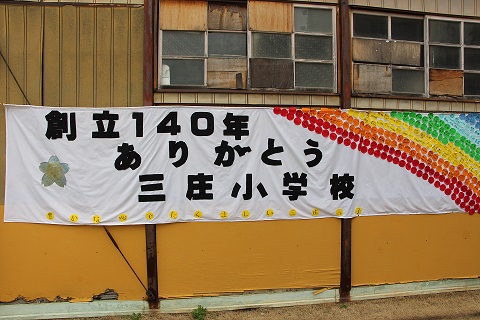 創立140年
ありがとう
三庄小学校